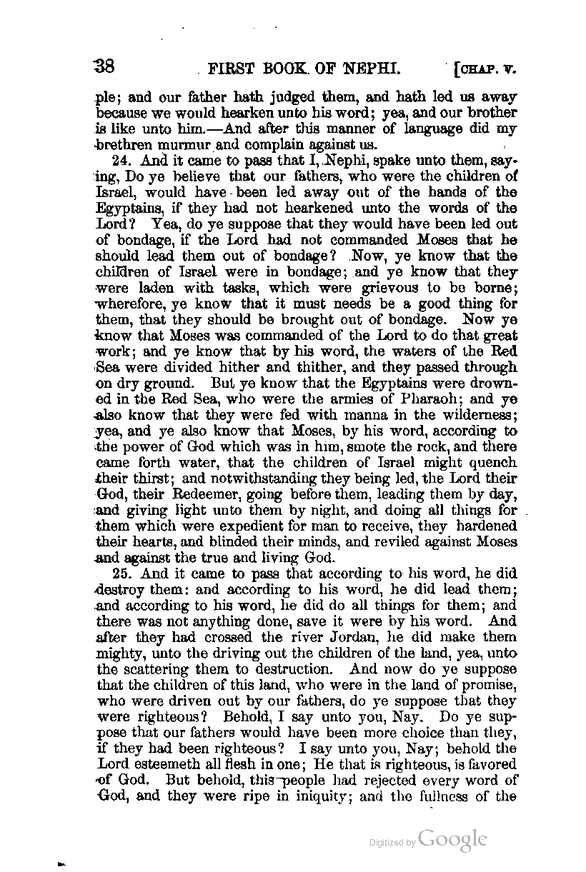 38 FIRST BOOK OF NEPHI. [CHAP. V.
ple; and our father hath judged them, and hath led us away
because we would hearken unto his word; yea, and our brother
is like unto him.—And after this manner of language did my
brethren murmur and complain against us.
24. And it came to pass that I, Nephi, spake unto them, say-
ing, Do ye believe that our fathers, who were the children of
Israel, would have been led away out of the hands of the
Egyptains, if they had not hearkened unto the words of the
Lord? Yea, do ye suppose that they would have been led out
of bondage, if the Lord had not commanded Moses that he
should lead them out of bondage? Now, ye know that the
children of Israel were in bondage; and ye know that they
were laden with tasks, which were grievous to be borne;
wherefore, ye know that it must needs be a good thing for
them, that they should be brought out of bondage. Now ye
know that Moses was commanded of the Lord to do that great
work; and ye know that by his word, the waters of the Red
Sea were divided hither and thither, and they passed through
on dry ground. But ye know that the Egyptians were drown-
ed in the Red Sea, who were the armies of Pharaoh; and ye
also know that they were fed with manna in the wilderness;
yea, and ye also know that Moses, by his word, according to
the power of God which was in him, smote the rock, and there
came forth water, that the children of Israel might quench
their thirst; and notwithstanding they being led, the Lord their
God, their Redeemer, going before them, leading them by day,
and giving light unto them by night, and doing all things for
them which were expedient for man to receive, they hardened
their hearts, and blinded their minds, and reviled against Moses
and against the true and living God.
25. And it came to pass that according to his word, he did
destroy them: and according to his word, he did lead them;
and according to his word, he did do all things for them; and
there was not anything done, save it were by his word. And
after they had crossed the river Jordan, he did make them
mighty, unto the driving out the children of the land, yea, unto
the scattering them to destruction. And now do ye suppose
that the children of this land, who were in the land of promise,
who were driven out by our fathers, do ye suppose that they
were righteous? Behold, I say unto you, Nay. Do ye sup-
pose that our fathers would have been more choice than they,
if they had been righteous? I say unto you, Nay; behold the
Lord esteemeth all flesh in one; He that is righteous, is favored
of God. But behold, this people had rejected every word of
God, and they were ripe in iniquity; and the fullness of the
Digitized by Google